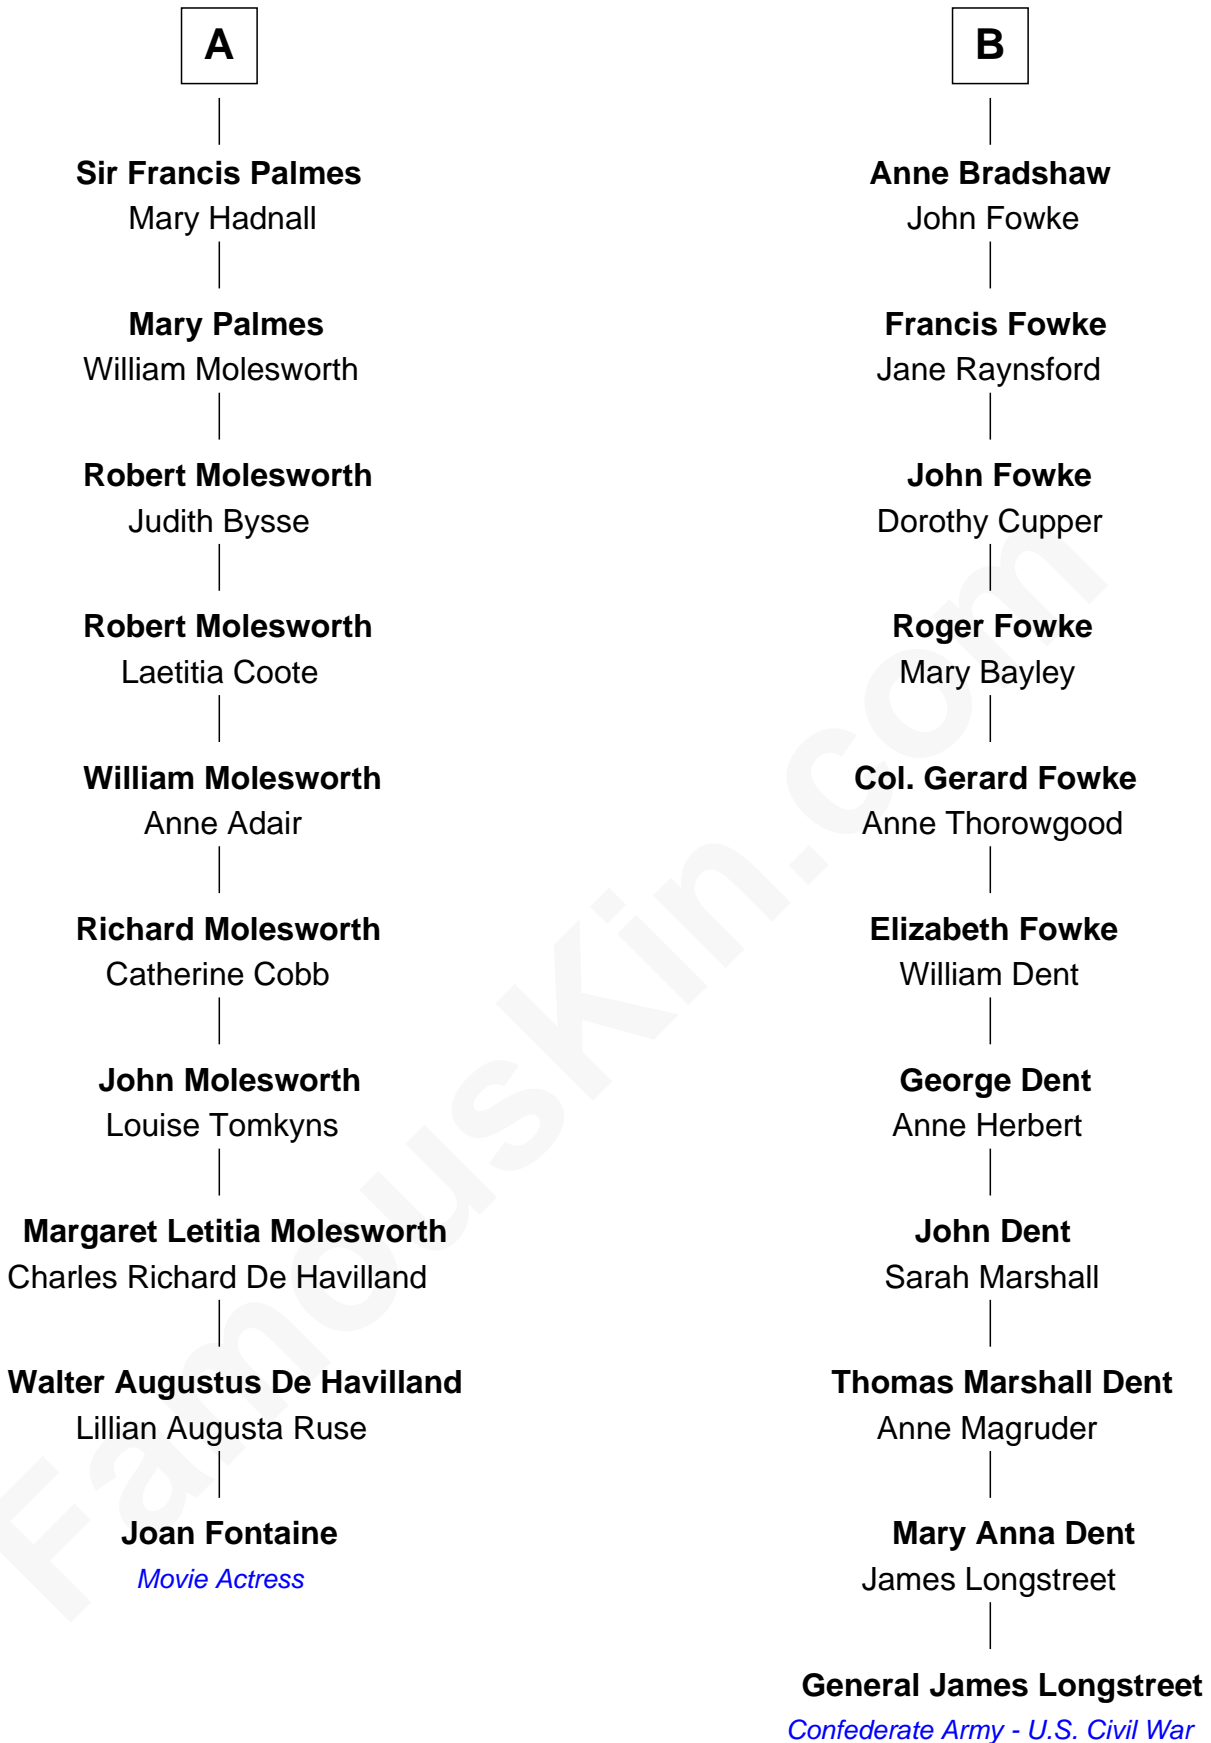 A
Sir Francis Palmes
Mary Hadnall
Mary Palmes
William Molesworth
Robert Molesworth
Judith Bysse
Robert Molesworth
Laetitia Coote
William Molesworth
Anne Adair
Richard Molesworth
Catherine Cobb
John Molesworth
Louise Tomkyns
Margaret Letitia Molesworth
Charles Richard De Havilland
Walter Augustus De Havilland
Lillian Augusta Ruse
Joan Fontaine
Movie Actress
B
Anne Bradshaw
John Fowke
Francis Fowke
Jane Raynsford
John Fowke
Dorothy Cupper
Roger Fowke
Mary Bayley
Col. Gerard Fowke
Anne Thorowgood
Elizabeth Fowke
William Dent
George Dent
Anne Herbert
John Dent
Sarah Marshall
Thomas Marshall Dent
Anne Magruder
Mary Anna Dent
James Longstreet
General James Longstreet
Confederate Army - U.S. Civil War
FamousKin.com